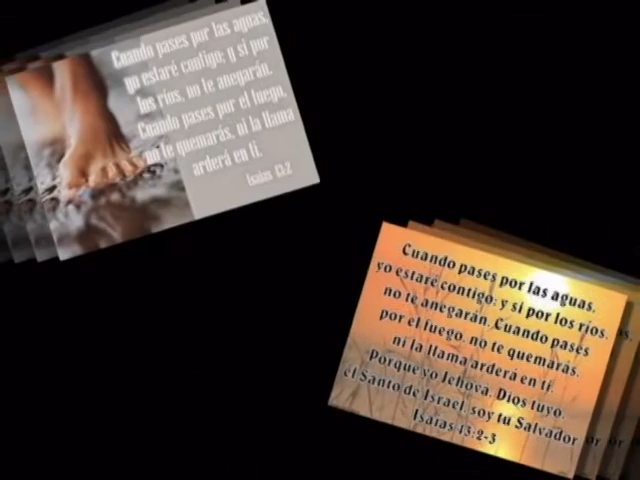 Cuando pases por las aguas,
yo estaré contigo; y si por
los ríos, no te anegarán.
Cuando pases por el fuego,
no te quemarás, ni la llama
arderá en ti.
Isaías 43:2
Cuando pases por las aguas,
yo estaré contigo; y si por los ríos,
no te anegarán. Cuando pases
por el fuego, no te quemarás,
ni la llama arderá en ti.
Porque yo Jehová, Dios tuyo,
el Santo de Israel, soy tu Salvador
Isaías 43:2-3